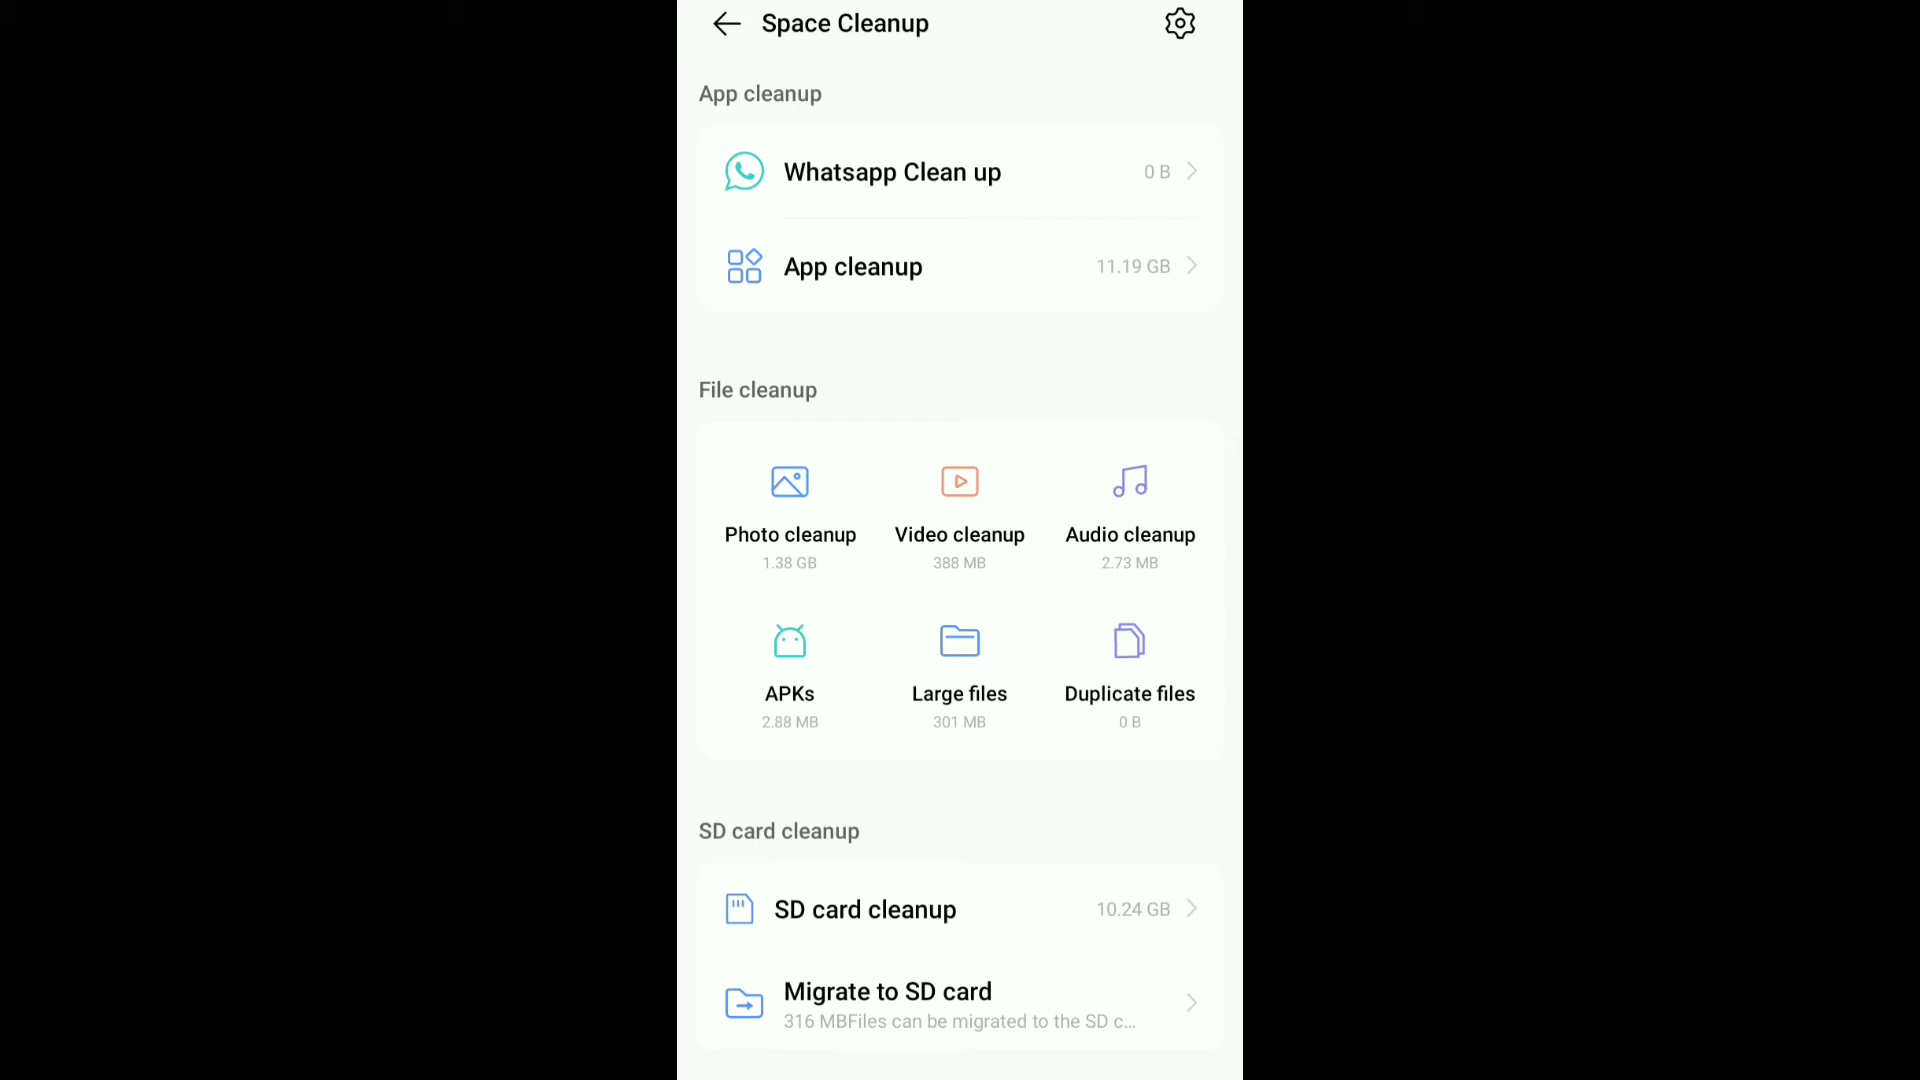 Space Cleanup
App cleanup
Whatsapp Clean up 0 B
App cleanup 11.19 GB
File cleanup
Photo cleanup Video cleanup Audio cleanup
1.38 GB 388 MB 2.73 MB
APKs Large files Duplicate files
2.88 MB 301 MB 0 B
SD card cleanup
SD card cleanup 10.24 GB
Migrate to SD card
316 MBFiles can be migrated to the SD c...